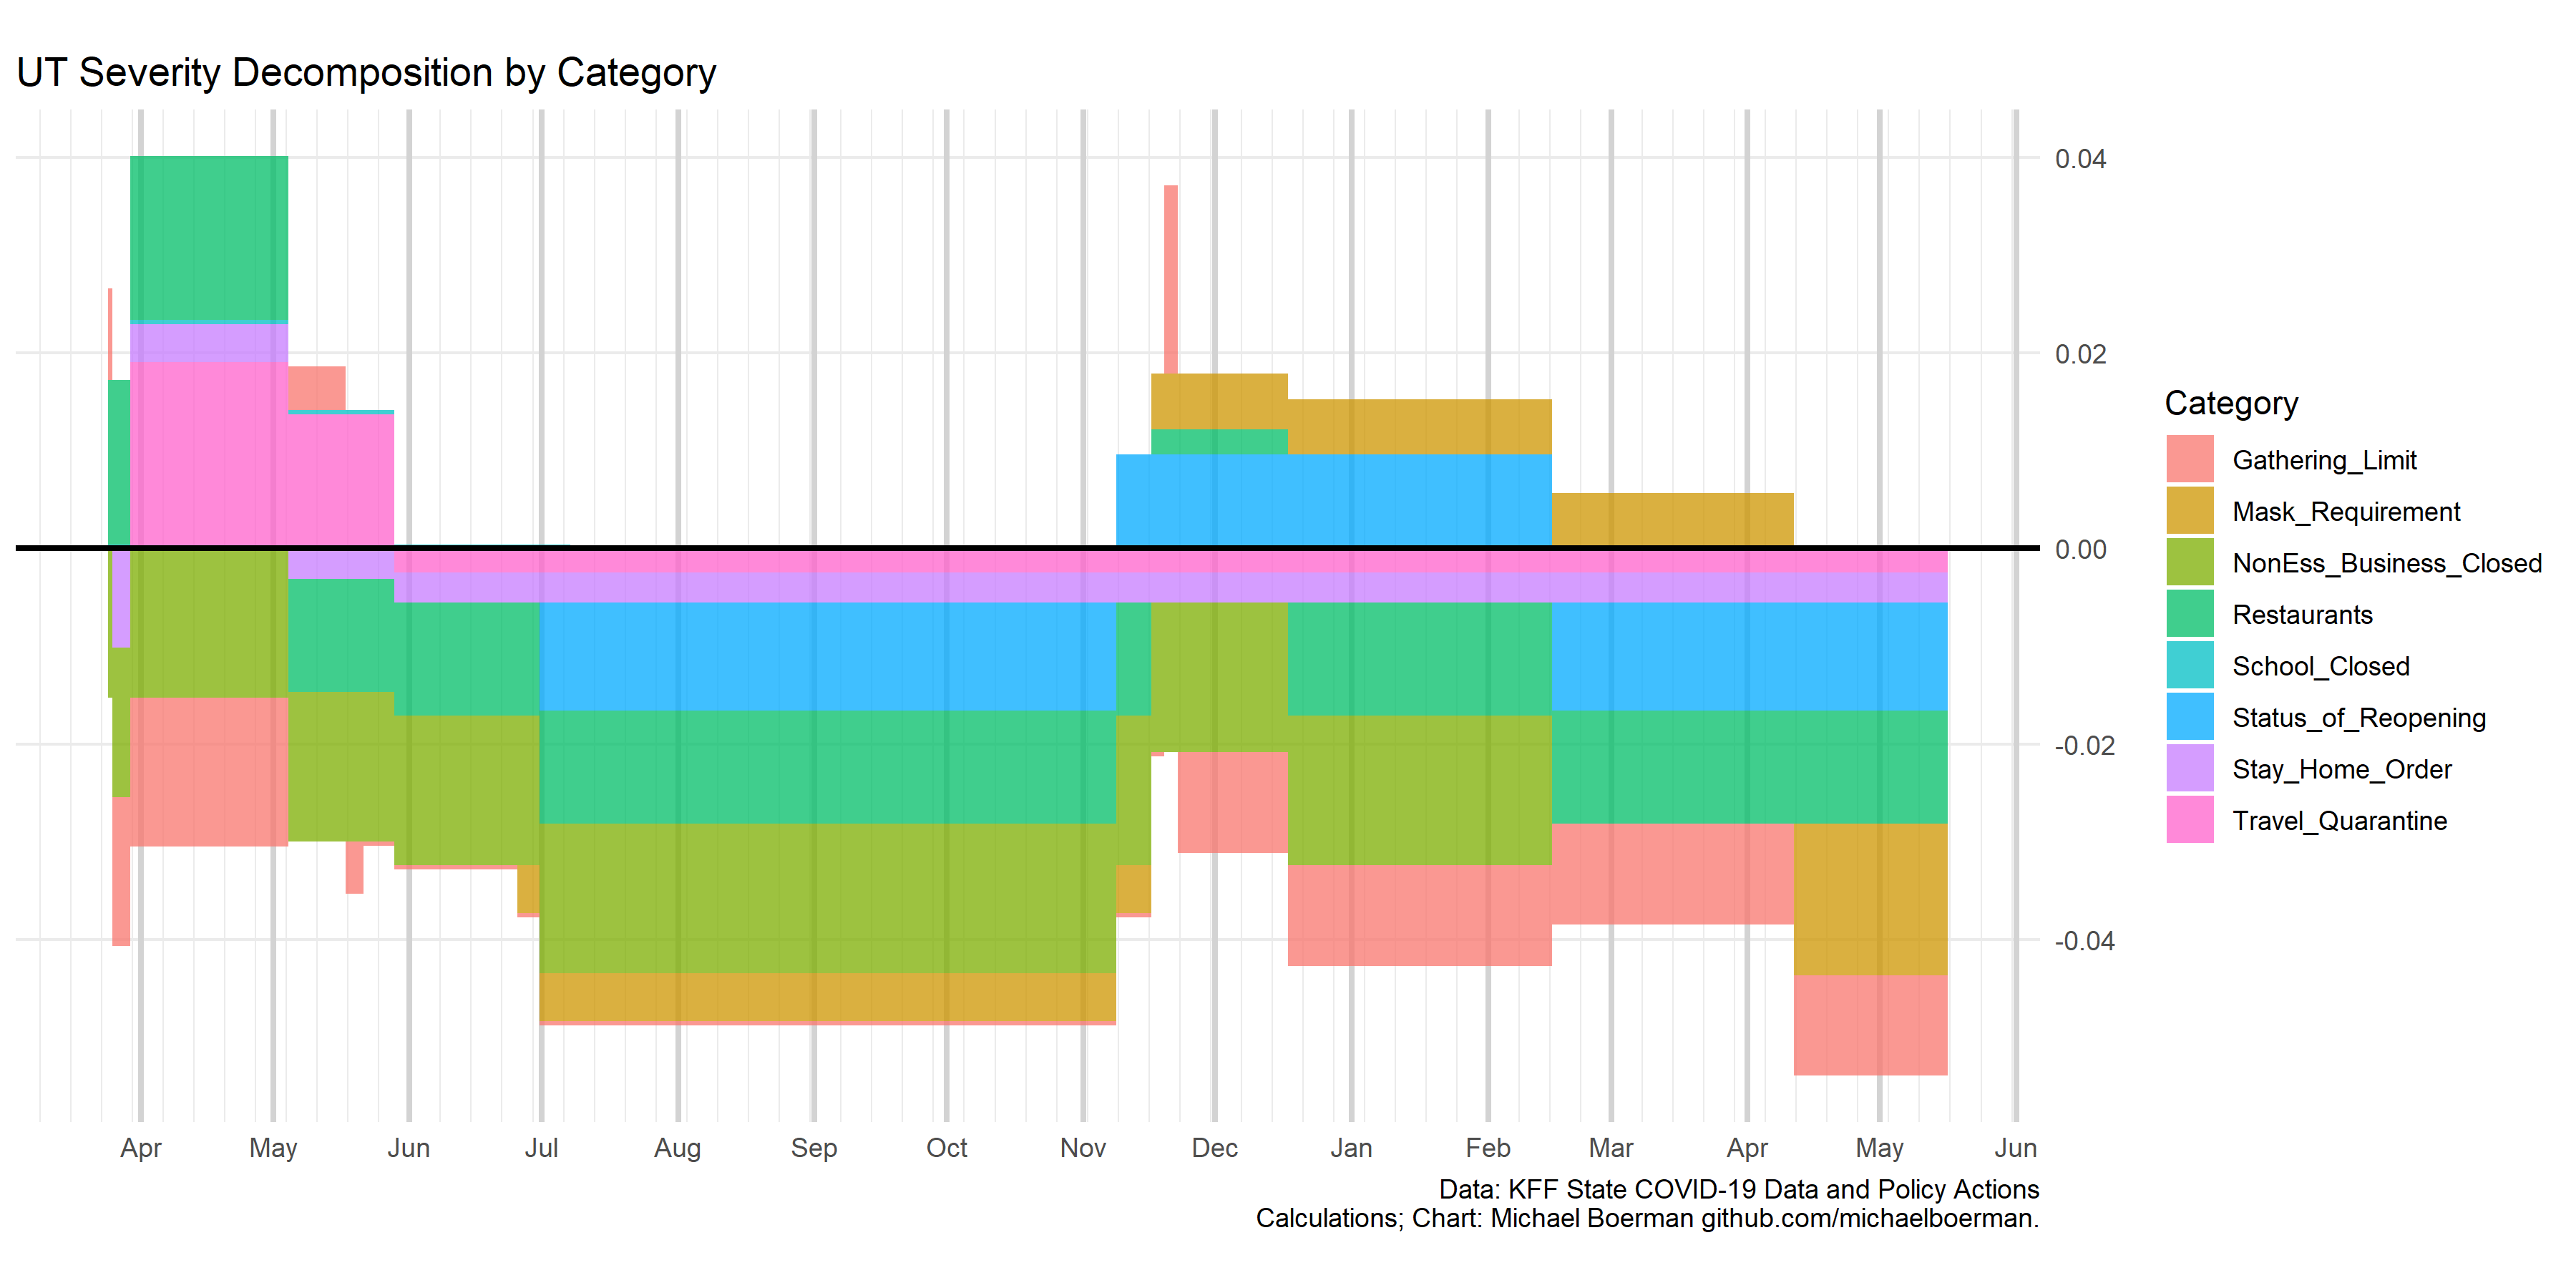 UT Severity Decomposition by Category
0.04
0.02
0.00
-0.02
-0.04
Apr May Jun Jul Aug Sep Oct Nov Dec Jan Feb Mar Apr May Jun
Category
Gathering_Limit
Mask_Requirement
NonEss_Business_Closed
Restaurants
School_Closed
Status_of_Reopening
Stay_Home_Order
Travel_Quarantine
Data: KFF State COVID-19 Data and Policy Actions
Calculations; Chart: Michael Boerman github.com/michaelboerman.